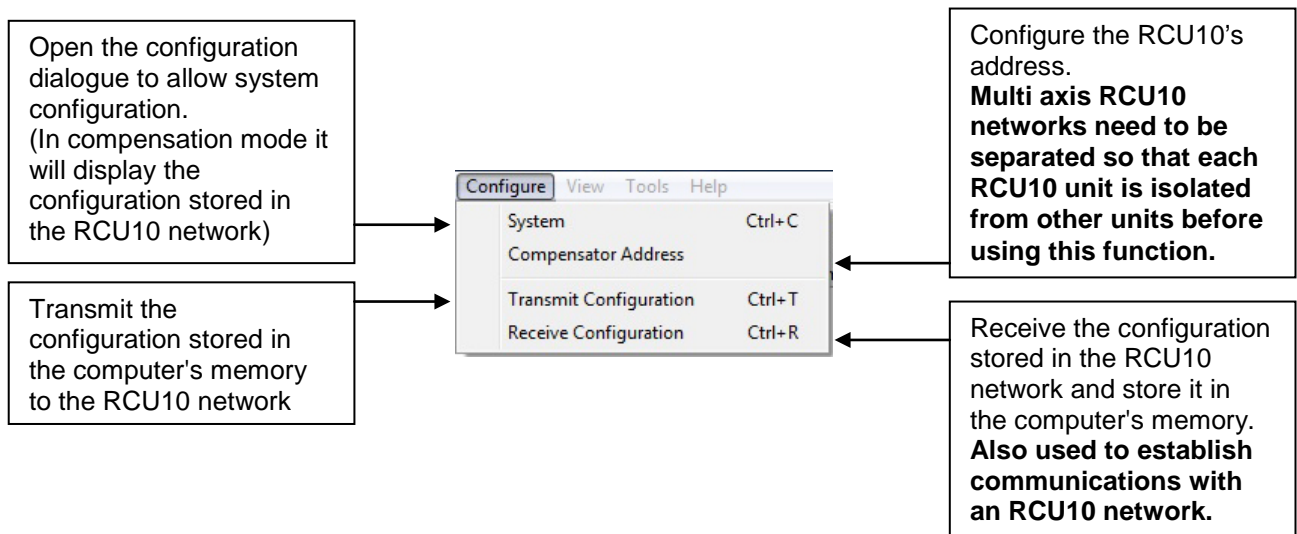 Open the configuration
dialogue to allow system
configuration.
(In compensation mode it
will display the
configuration stored in
the RCU10 network)
Transmit the
configuration stored in
the computer's memory
to the RCU10 network
Configure View Tools Help
System Ctrl+C
Compensator Address
Transmit Configuration Ctrl+T
Receive Configuration Ctrl+R
Configure the RCU10’s
address.
Multi axis RCU10
networks need to be
separated so that each
RCU10 unit is isolated
from other units before
using this function.
Receive the configuration
stored in the RCU10
network and store it in
the computer's memory.
Also used to establish
communications with
an RCU10 network.